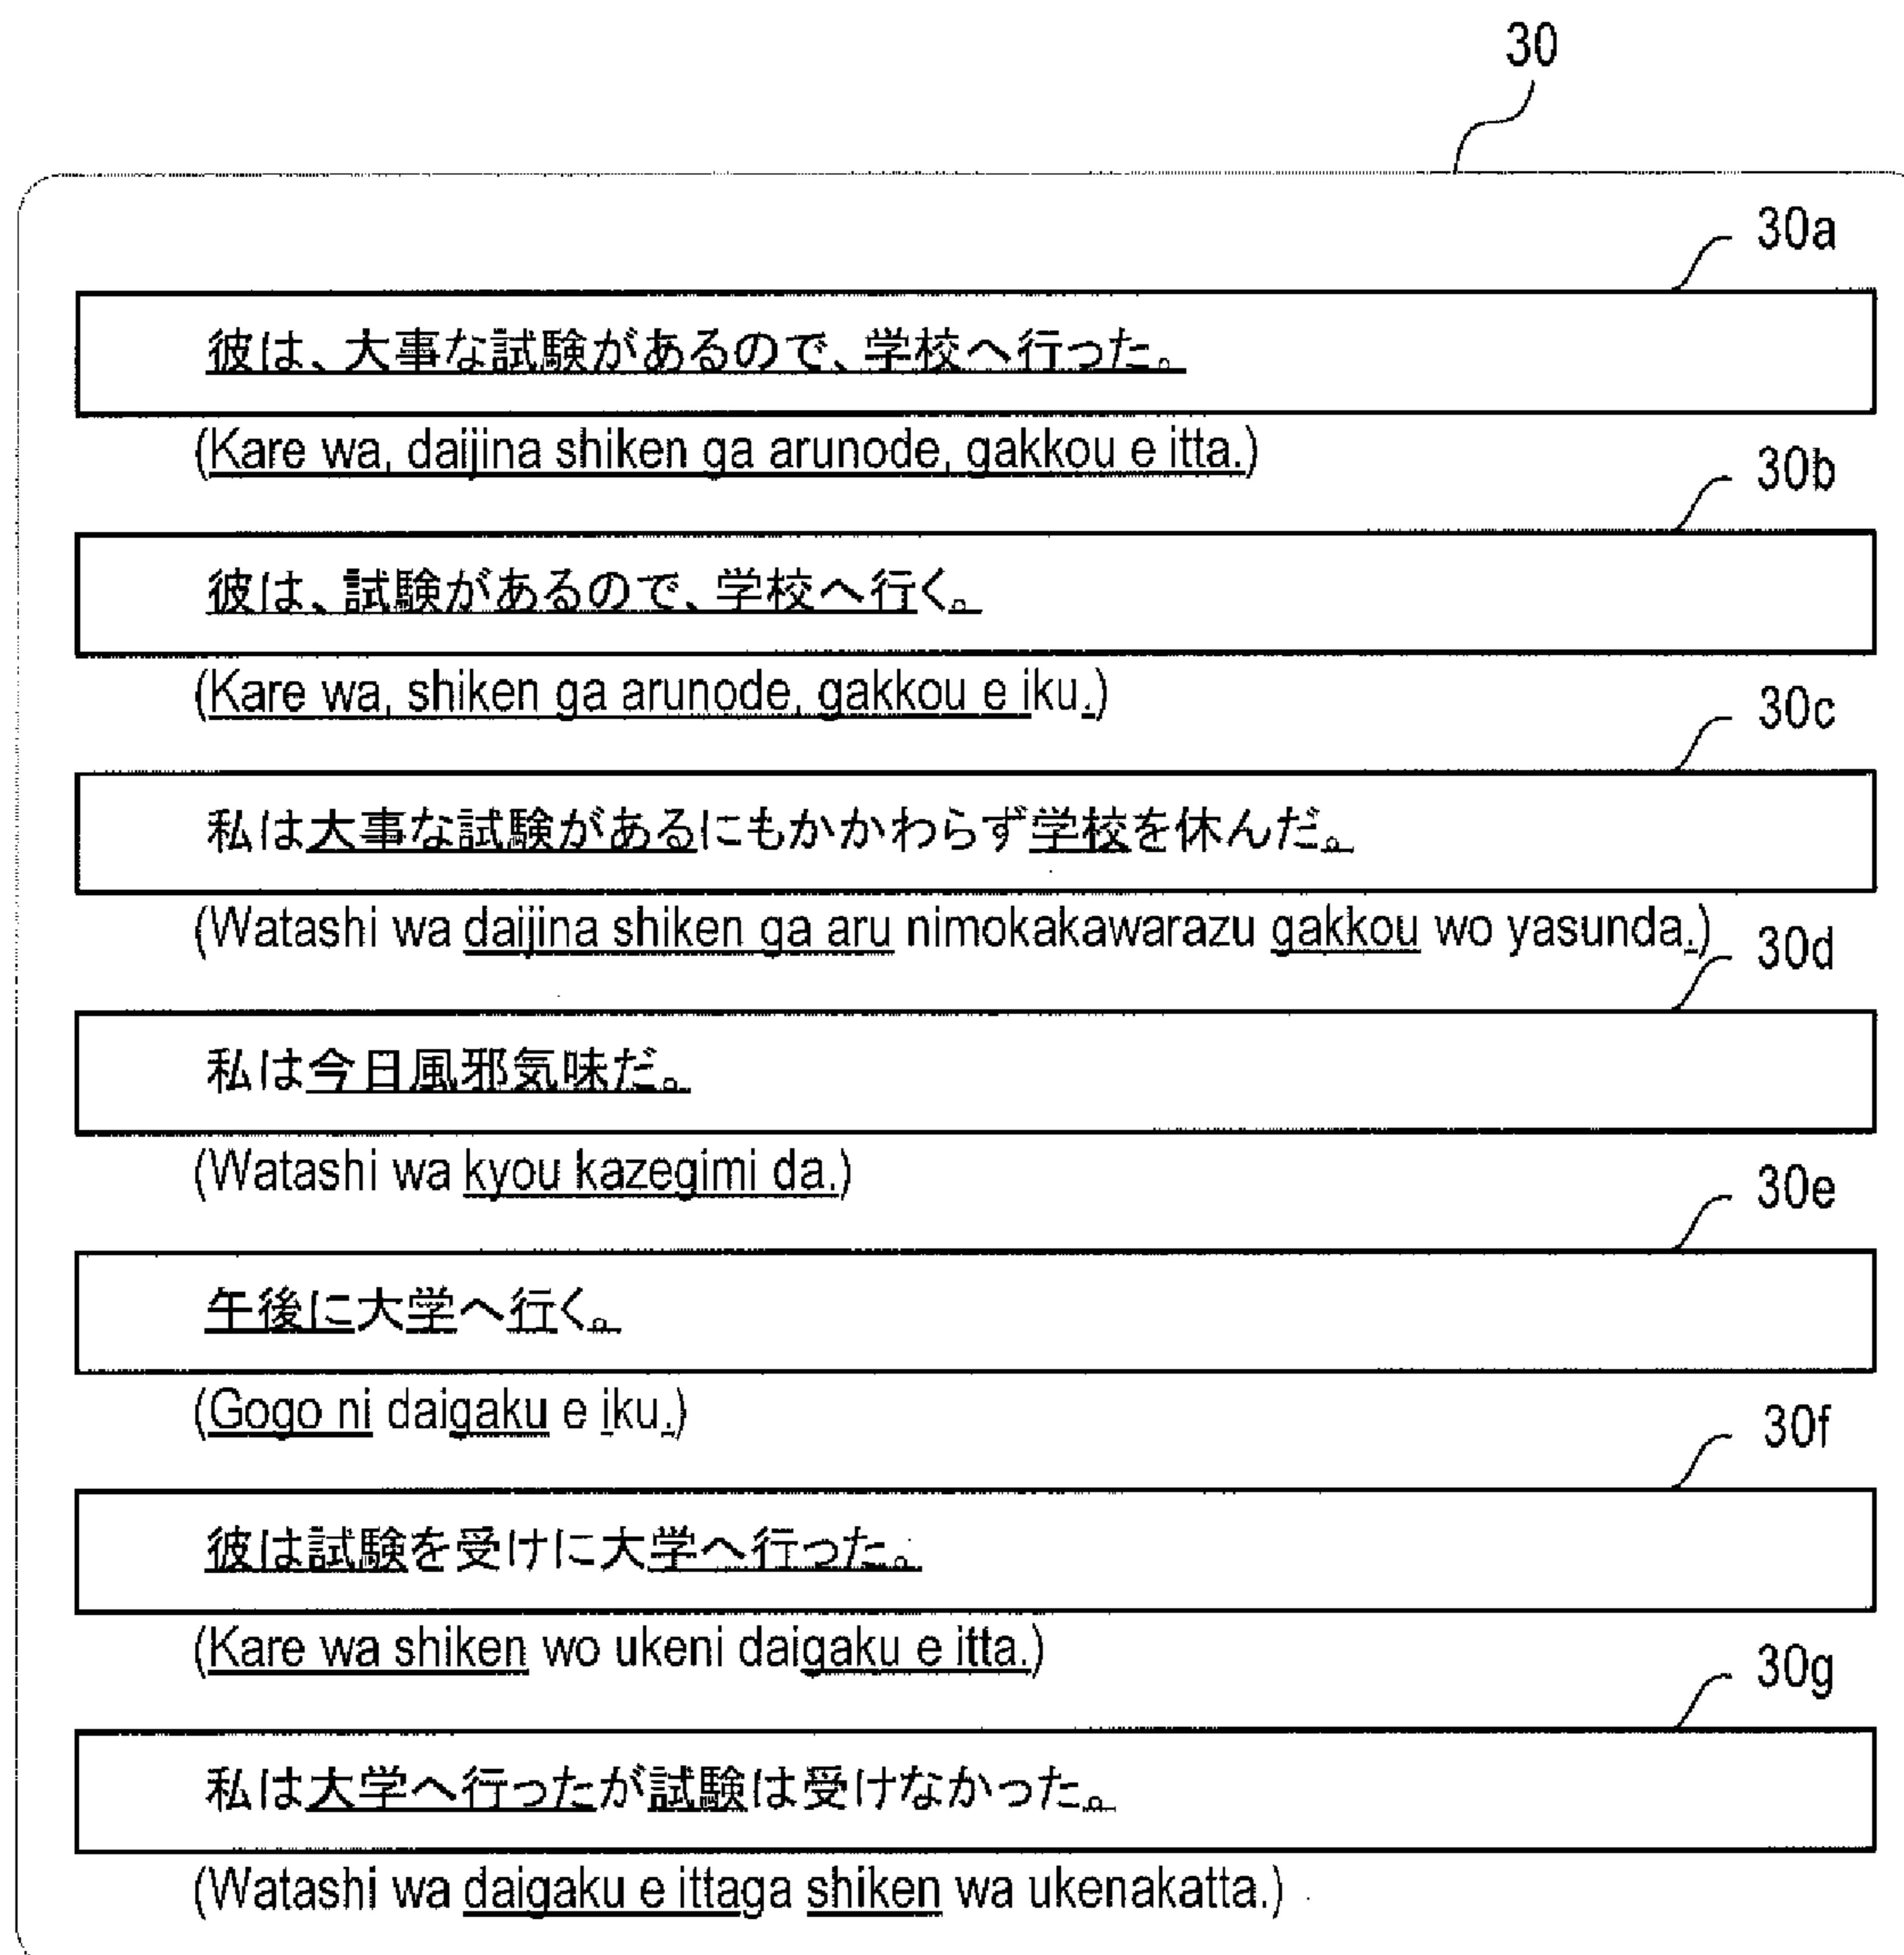 30
30a
彼は、大事な試験があるので、学校へ行った。
(Kare wa, daijina shiken ga arunode, gakkou e itta.)
30b
彼は、試験があるので、学校へ行く。
(Kare wa, shiken ga arunode, gakkou e iku.)
30c
私は大事な試験があるにもかかわらず学校を休んだ。
(Watashi wa daijina shiken ga aru nimokakawarazu gakkou wo yasunda.)
30d
私は今日風邪気味だ。
(Watashi wa kyou kazegimi da.)
30e
午後に大学へ行く。
(Gogo ni daigaku e iku.)
30f
彼は試験を受けに大学へ行った。
(Kare wa shiken wo ukeni daigaku e itta.)
30g
私は大学へ行ったが試験は受けなかった。
(Watashi wa daigaku e ittaga shiken wa ukenakatta.)